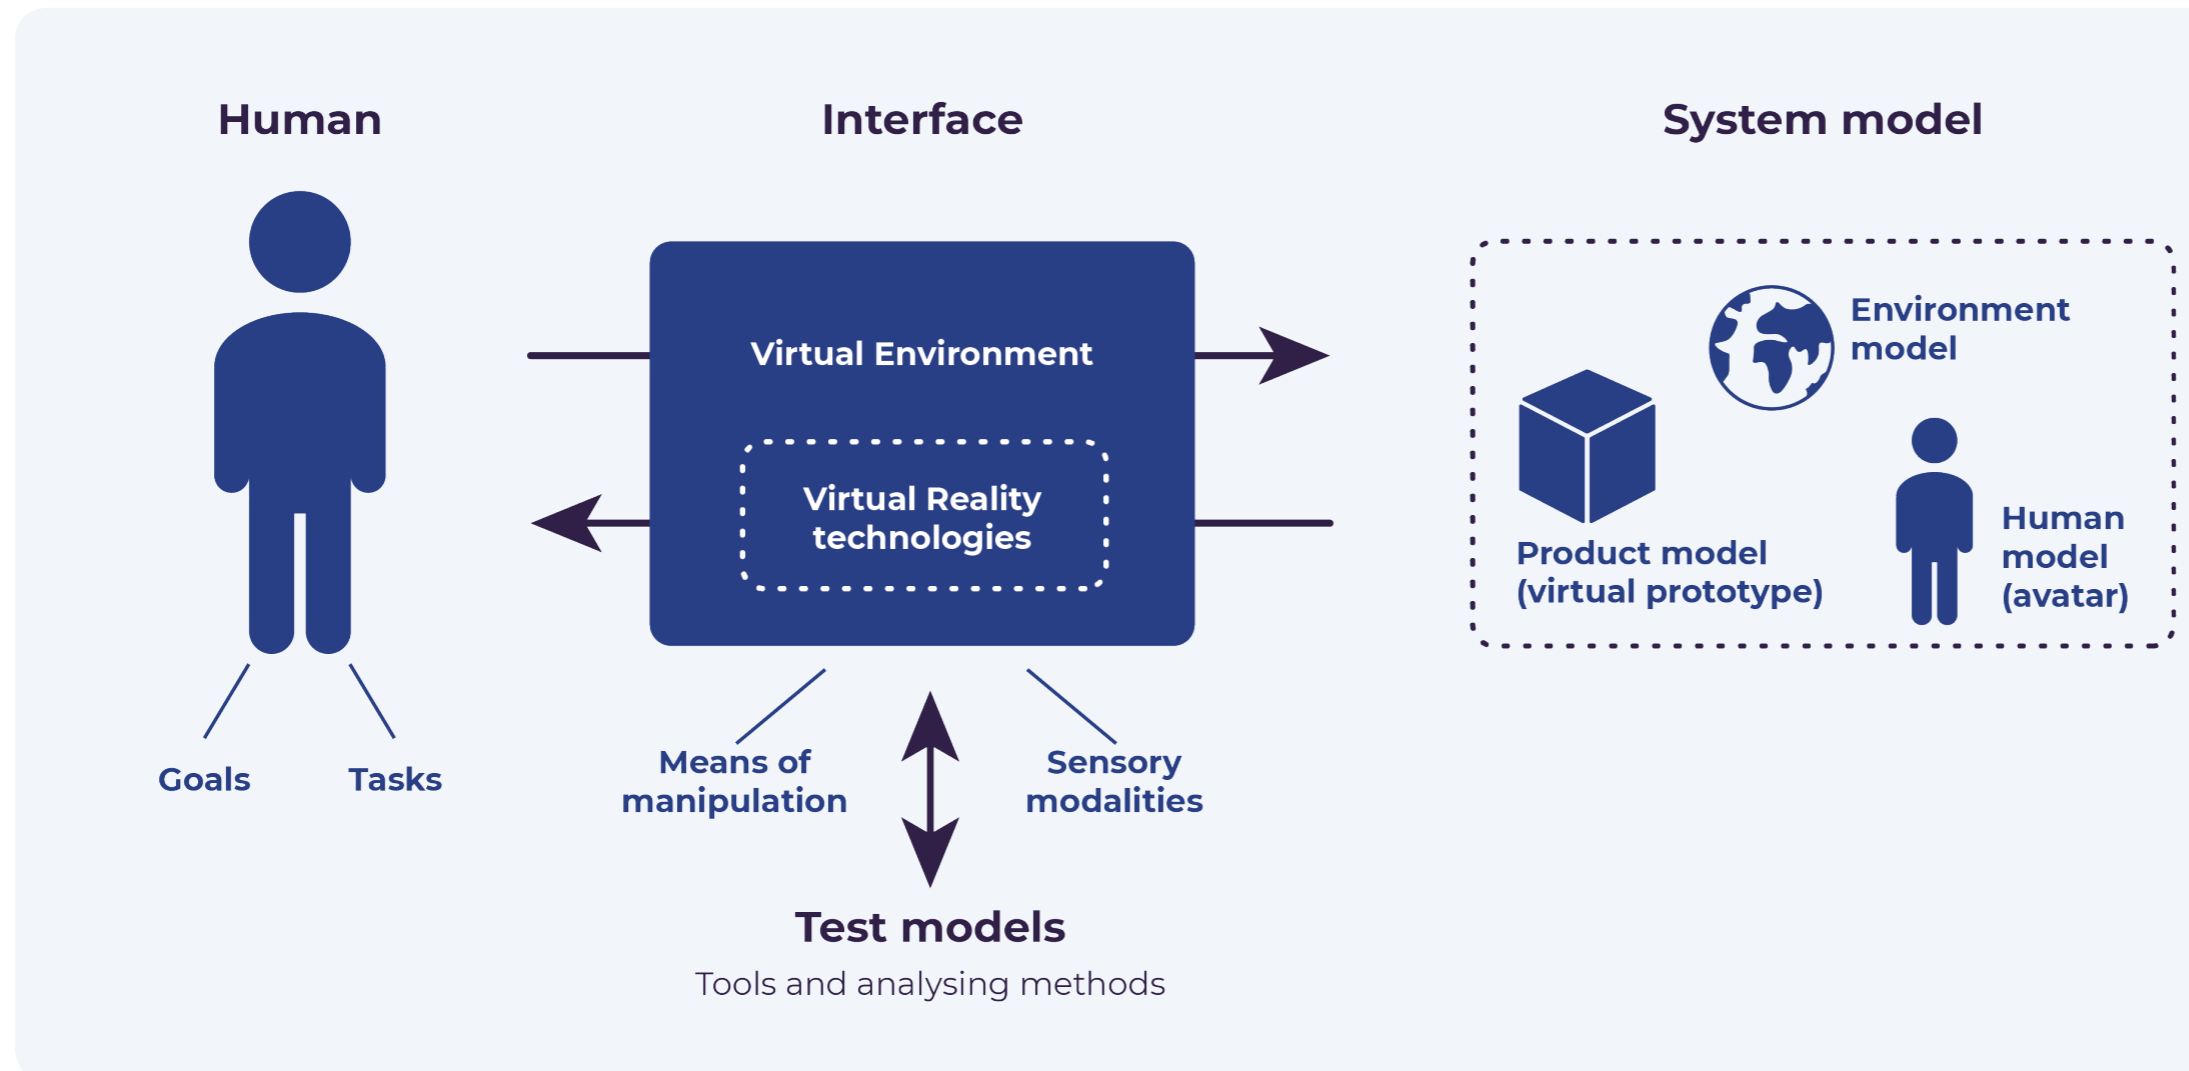 Human
Interface
System model
Virtual Environment
Virtual Reality
technologies
Environment
model
Product model
(virtual prototype)
Human
model
(avatar)
Goals
Tasks
Means of
manipulation
Sensory
modalities
Test models
Tools and analysing methods